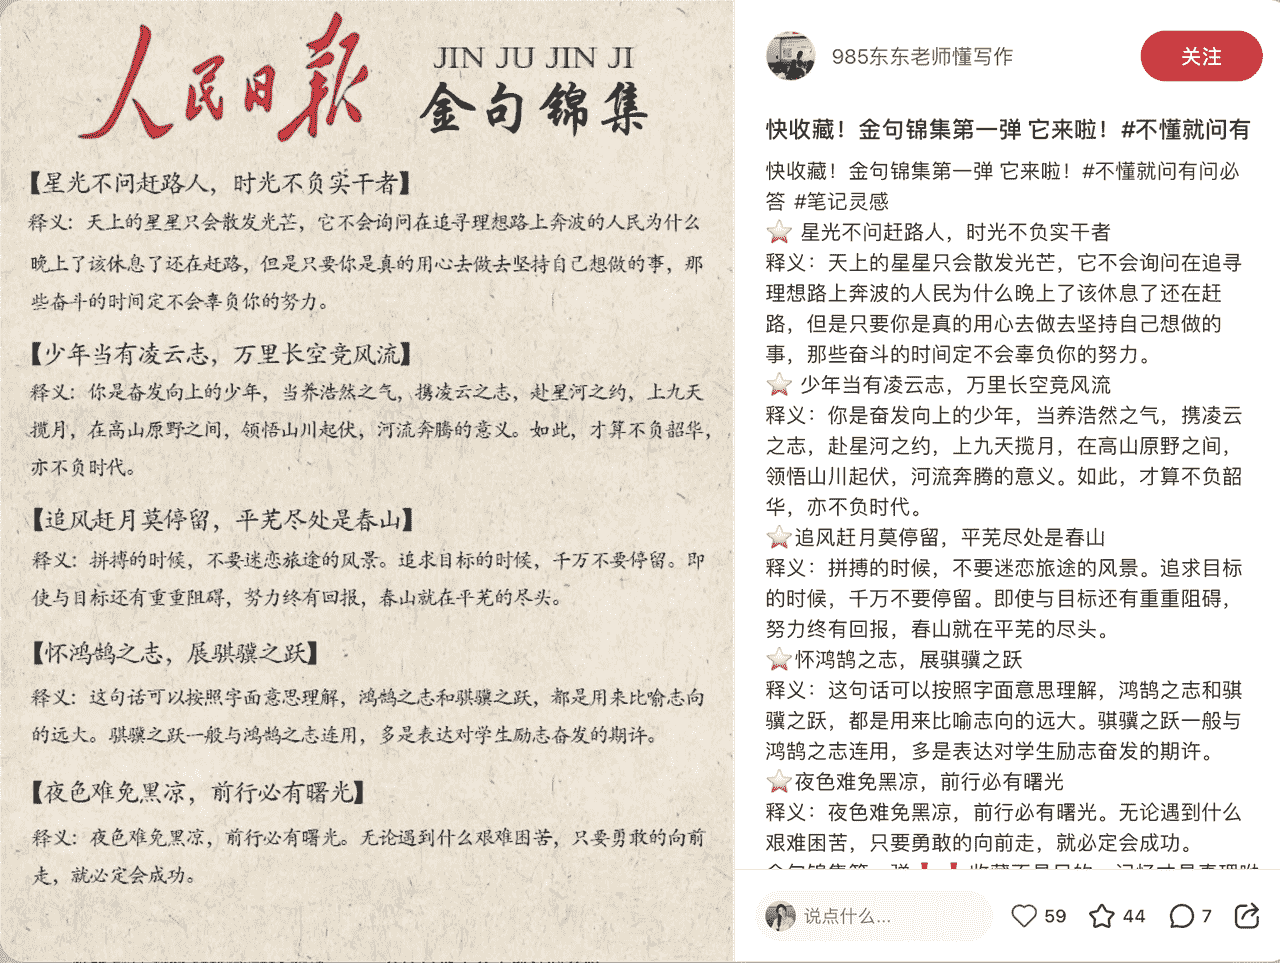 人民日报
JIN JU JIN JI
金句锦集
【星光不问赶路人，时光不负实干者】
释义：天上的星星只会散发光芒，它不会询问在追寻理想路上奔波的人民为什么
晚上了该休息了还在赶路，但是只要你是真的用心去做去坚持自己想做的事，那
些奋斗的时间定不会辜负你的努力。
【少年当有凌云志，万里长空竞风流】
释义：你是奋发向上的少年，当养浩然之气，携凌云之志，赴星河之约，上九天
揽月，在高山原野之间，领悟山川起伏，河流奔腾的意义。如此，才算不负韶华，
亦不负时代。
【追风赶月莫停留，平芜尽处是春山】
释义：拼搏的时候，不要迷恋旅途的风景。追求目标的时候，千万不要停留。即
使与目标还有重重阻碍，努力终有回报，春山就在平芜的尽头。
【怀鸿鹄之志，展骐骥之跃】
释义：这句话可以按照字面意思理解，鸿鹄之志和骐骥之跃，都是用来比喻志向
的远大。骐骥之跃一般与鸿鹄之志连用，多是表达对学生励志奋发的期许。
【夜色难免黑凉，前行必有曙光】
释义：夜色难免黑凉，前行必有曙光。无论遇到什么艰难困苦，只要勇敢的向前
走，就必定会成功。
985东东老师懂写作
关注
快收藏！金句锦集第一弹 它来啦！#不懂就问有
快收藏！金句锦集第一弹 它来啦！#不懂就问有问必
答 #笔记灵感
⭐ 星光不问赶路人，时光不负实干者
释义：天上的星星只会散发光芒，它不会询问在追寻
理想路上奔波的人民为什么晚上了该休息了还在赶
路，但是只要你是真的用心去做去坚持自己想做的
事，那些奋斗的时间定不会辜负你的努力。
⭐ 少年当有凌云志，万里长空竞风流
释义：你是奋发向上的少年，当养浩然之气，携凌云
之志，赴星河之约，上九天揽月，在高山原野之间，
领悟山川起伏，河流奔腾的意义。如此，才算不负韶
华，亦不负时代。
⭐追风赶月莫停留，平芜尽处是春山
释义：拼搏的时候，不要迷恋旅途的风景。追求目标
的时候，千万不要停留。即使与目标还有重重阻碍，
努力终有回报，春山就在平芜的尽头。
⭐怀鸿鹄之志，展骐骥之跃
释义：这句话可以按照字面意思理解，鸿鹄之志和骐
骥之跃，都是用来比喻志向的远大。骐骥之跃一般与
鸿鹄之志连用，多是表达对学生励志奋发的期许。
⭐夜色难免黑凉，前行必有曙光
释义：夜色难免黑凉，前行必有曙光。无论遇到什么
艰难困苦，只要勇敢的向前走，就必定会成功。
说点什么...
59
44
7